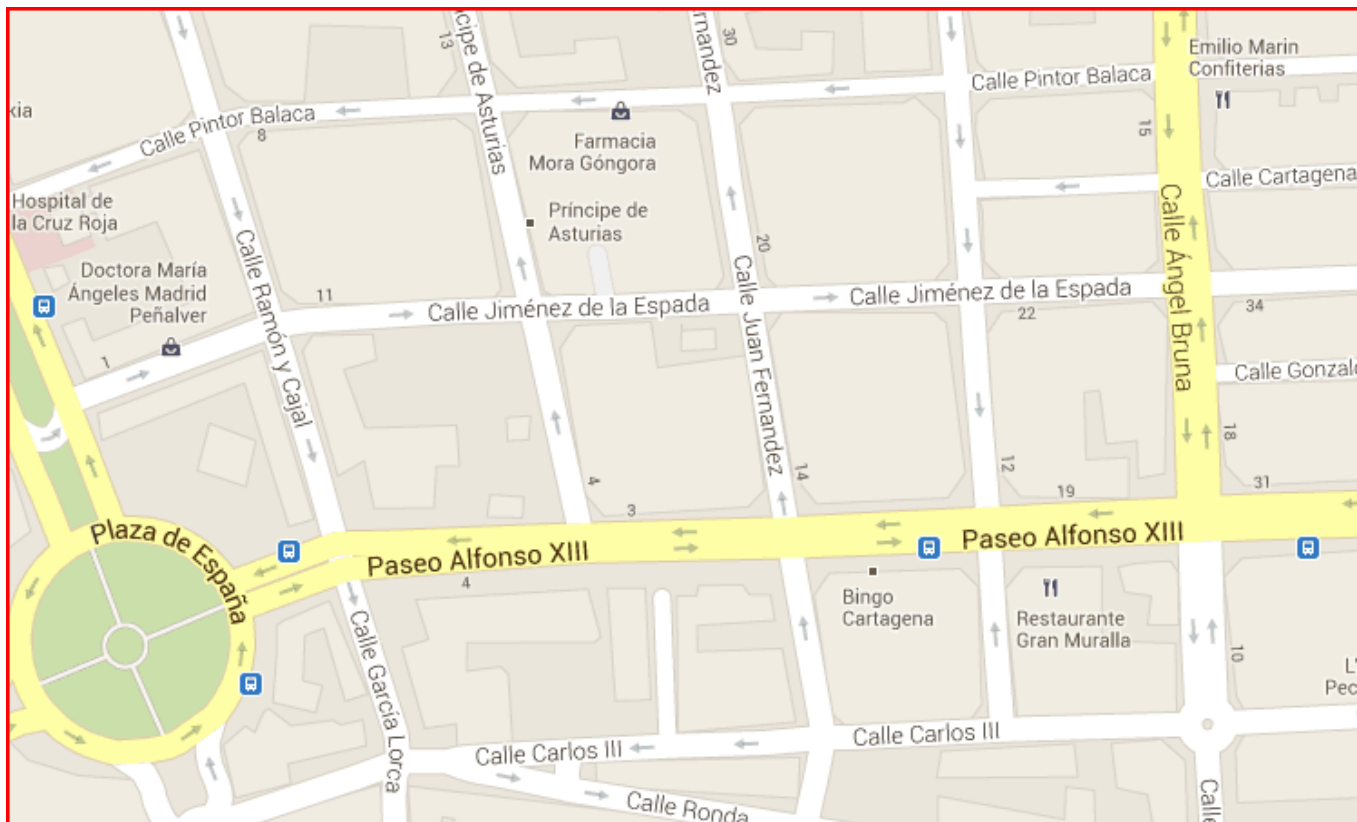 cipe de Asturias
13
rnandez
30
Emilio Marin
Confiterias
Calle Pintor Balaca
kia
Calle Pintor Balaca
8
Farmacia
Mora Góngora
15
Calle Cartagena
Hospital de
la Cruz Roja
Príncipe de
Asturias
Calle Ángel Bruna
20
Doctora María
Ángeles Madrid
Peñalver
Calle Ramón y Cajal
11
Calle Jiménez de la Espada
Calle Juan Fernandez
Calle Jiménez de la Espada
22
34
1
Calle Gonzalo
18
4
14
12
19
31
3
Plaza de España
Paseo Alfonso XIII
Paseo Alfonso XIII
4
Bingo
Cartagena
Restaurante
Gran Muralla
Calle García Lorca
10
L'
Pec
Calle Carlos III
Calle Carlos III
Calle Ronda
Calle